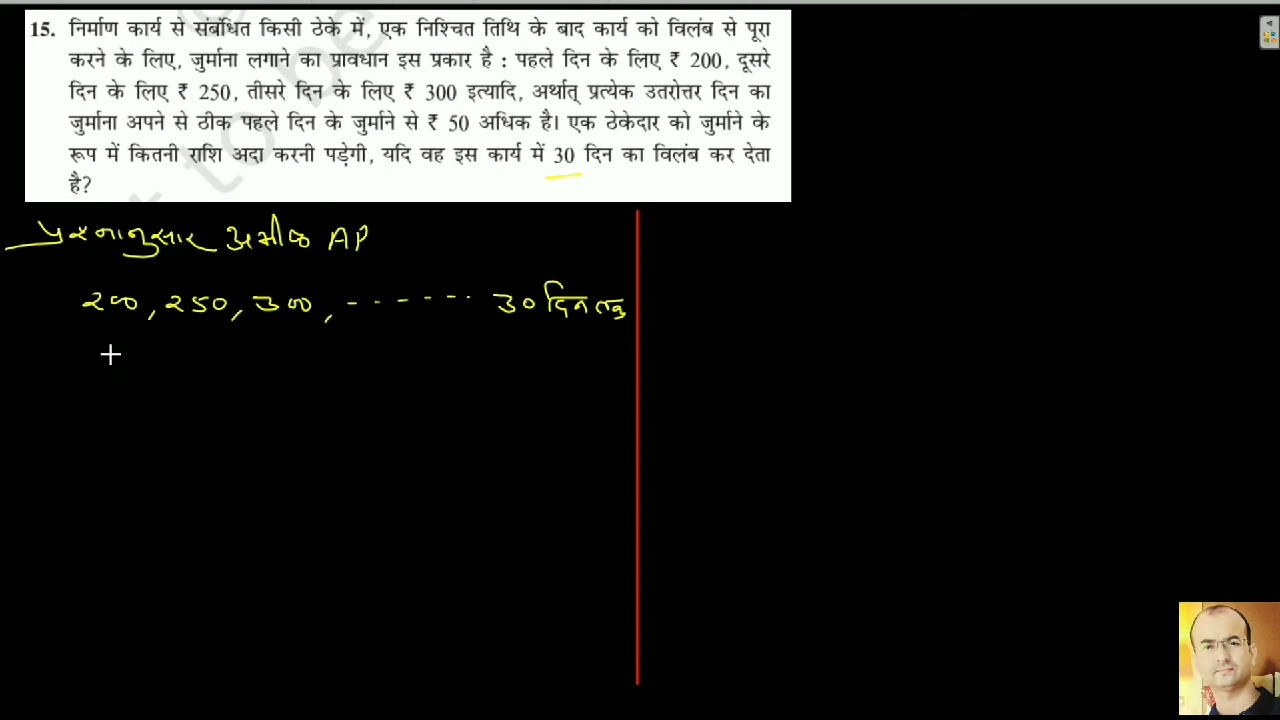 15. निर्माण कार्य से संबंधित किसी ठेके में, एक निश्चित तिथि के बाद कार्य को विलंब से पूरा
करने के लिए, जुर्माना लगाने का प्रावधान इस प्रकार है : पहले दिन के लिए ₹ 200, दूसरे
दिन के लिए ₹ 250, तीसरे दिन के लिए ₹ 300 इत्यादि, अर्थात् प्रत्येक उतरोत्तर दिन का
जुर्माना अपने से ठीक पहले दिन के जुर्माने से ₹ 50 अधिक है। एक ठेकेदार को जुर्माने के
रूप में कितनी राशि अदा करनी पड़ेगी, यदि वह इस कार्य में 30 दिन का विलंब कर देता
है?
प्रश्नानुसार अभीष्ट AP
200, 250, 300, ------- 30 दिन तक